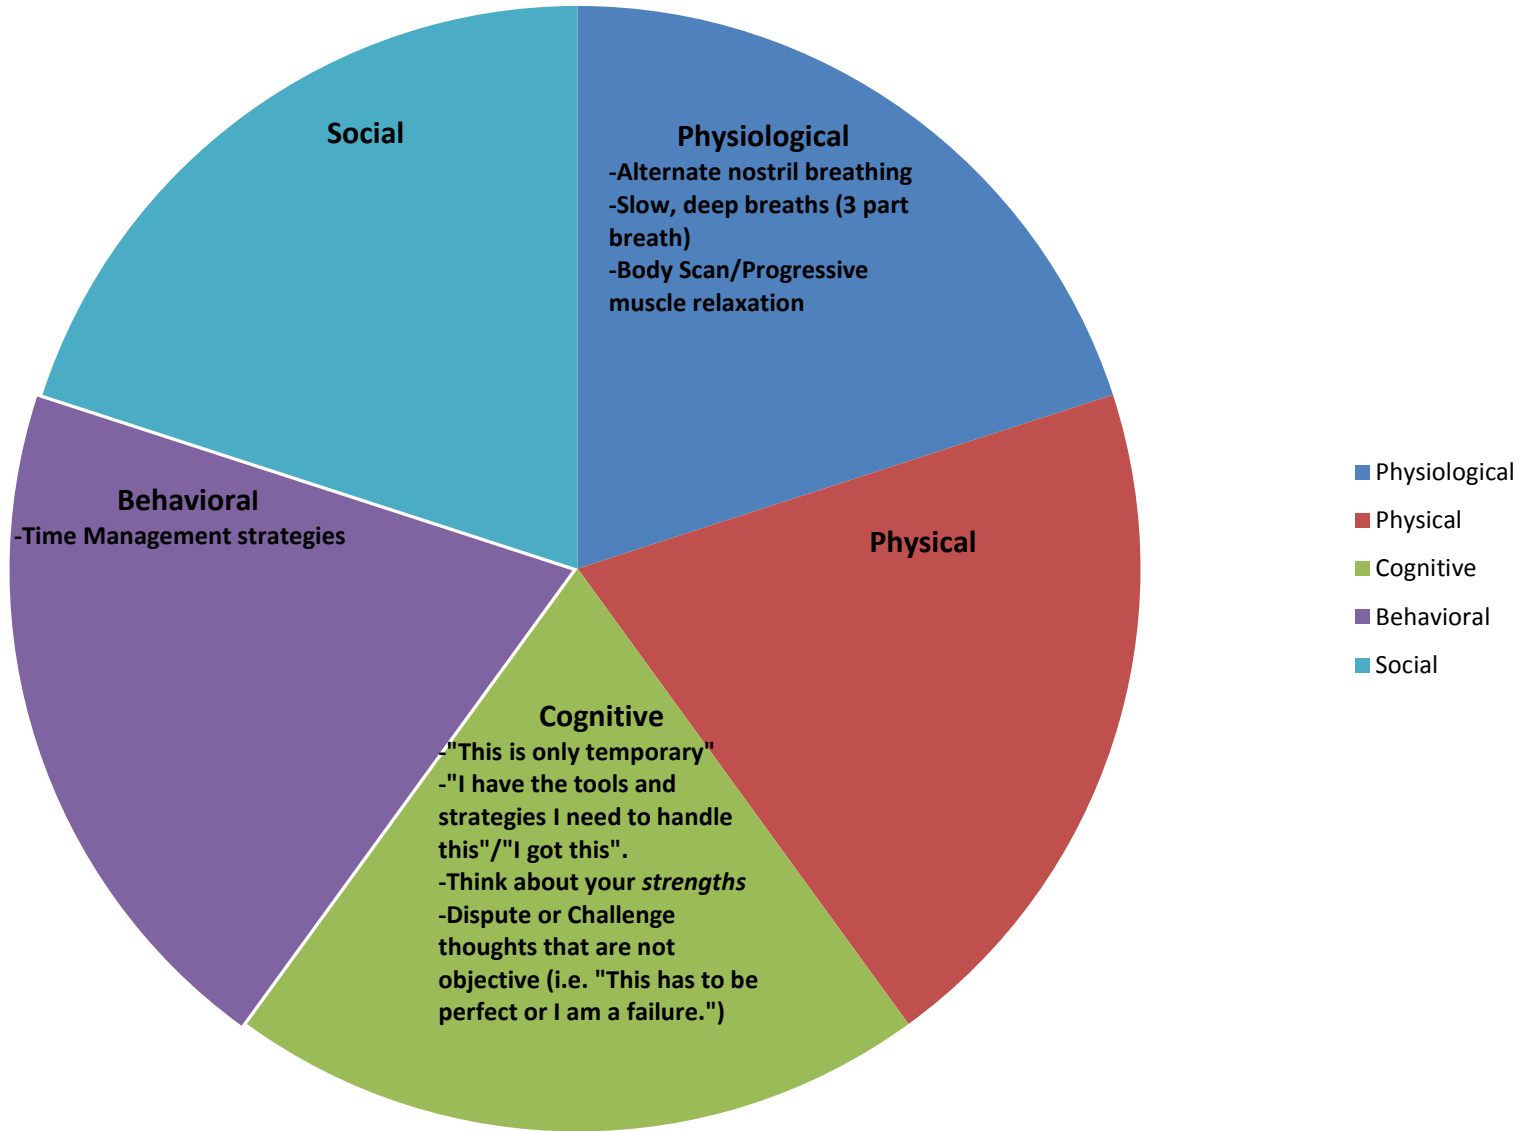 Social
Physiological
-Alternate nostril breathing
-Slow, deep breaths (3 part
breath)
-Body Scan/Progressive
muscle relaxation
Behavioral
-Time Management strategies
Physical
Cognitive
-"This is only temporary"
-"I have the tools and
strategies I need to handle
this"/"I got this".
-Think about your strengths
-Dispute or Challenge
thoughts that are not
objective (i.e. "This has to be
perfect or I am a failure.")
Physiological
Physical
Cognitive
Behavioral
Social